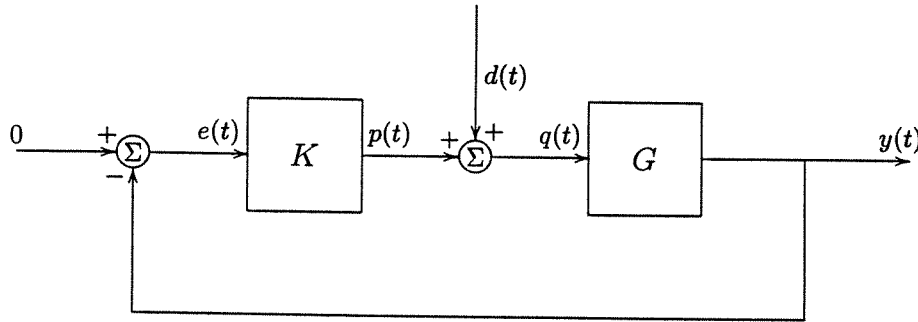 d(t)
0
+
Σ
−
e(t)
K
p(t)
+
+
Σ
q(t)
G
y(t)